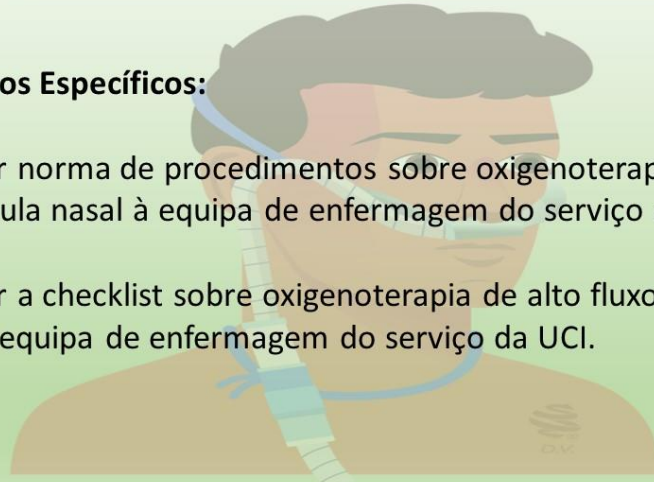 os Específicos:
r norma de procedimentos sobre oxigenoterap
ula nasal à equipa de enfermagem do serviço
r a checklist sobre oxigenoterapia de alto fluxo
equipa de enfermagem do serviço da UCI.
D.V.